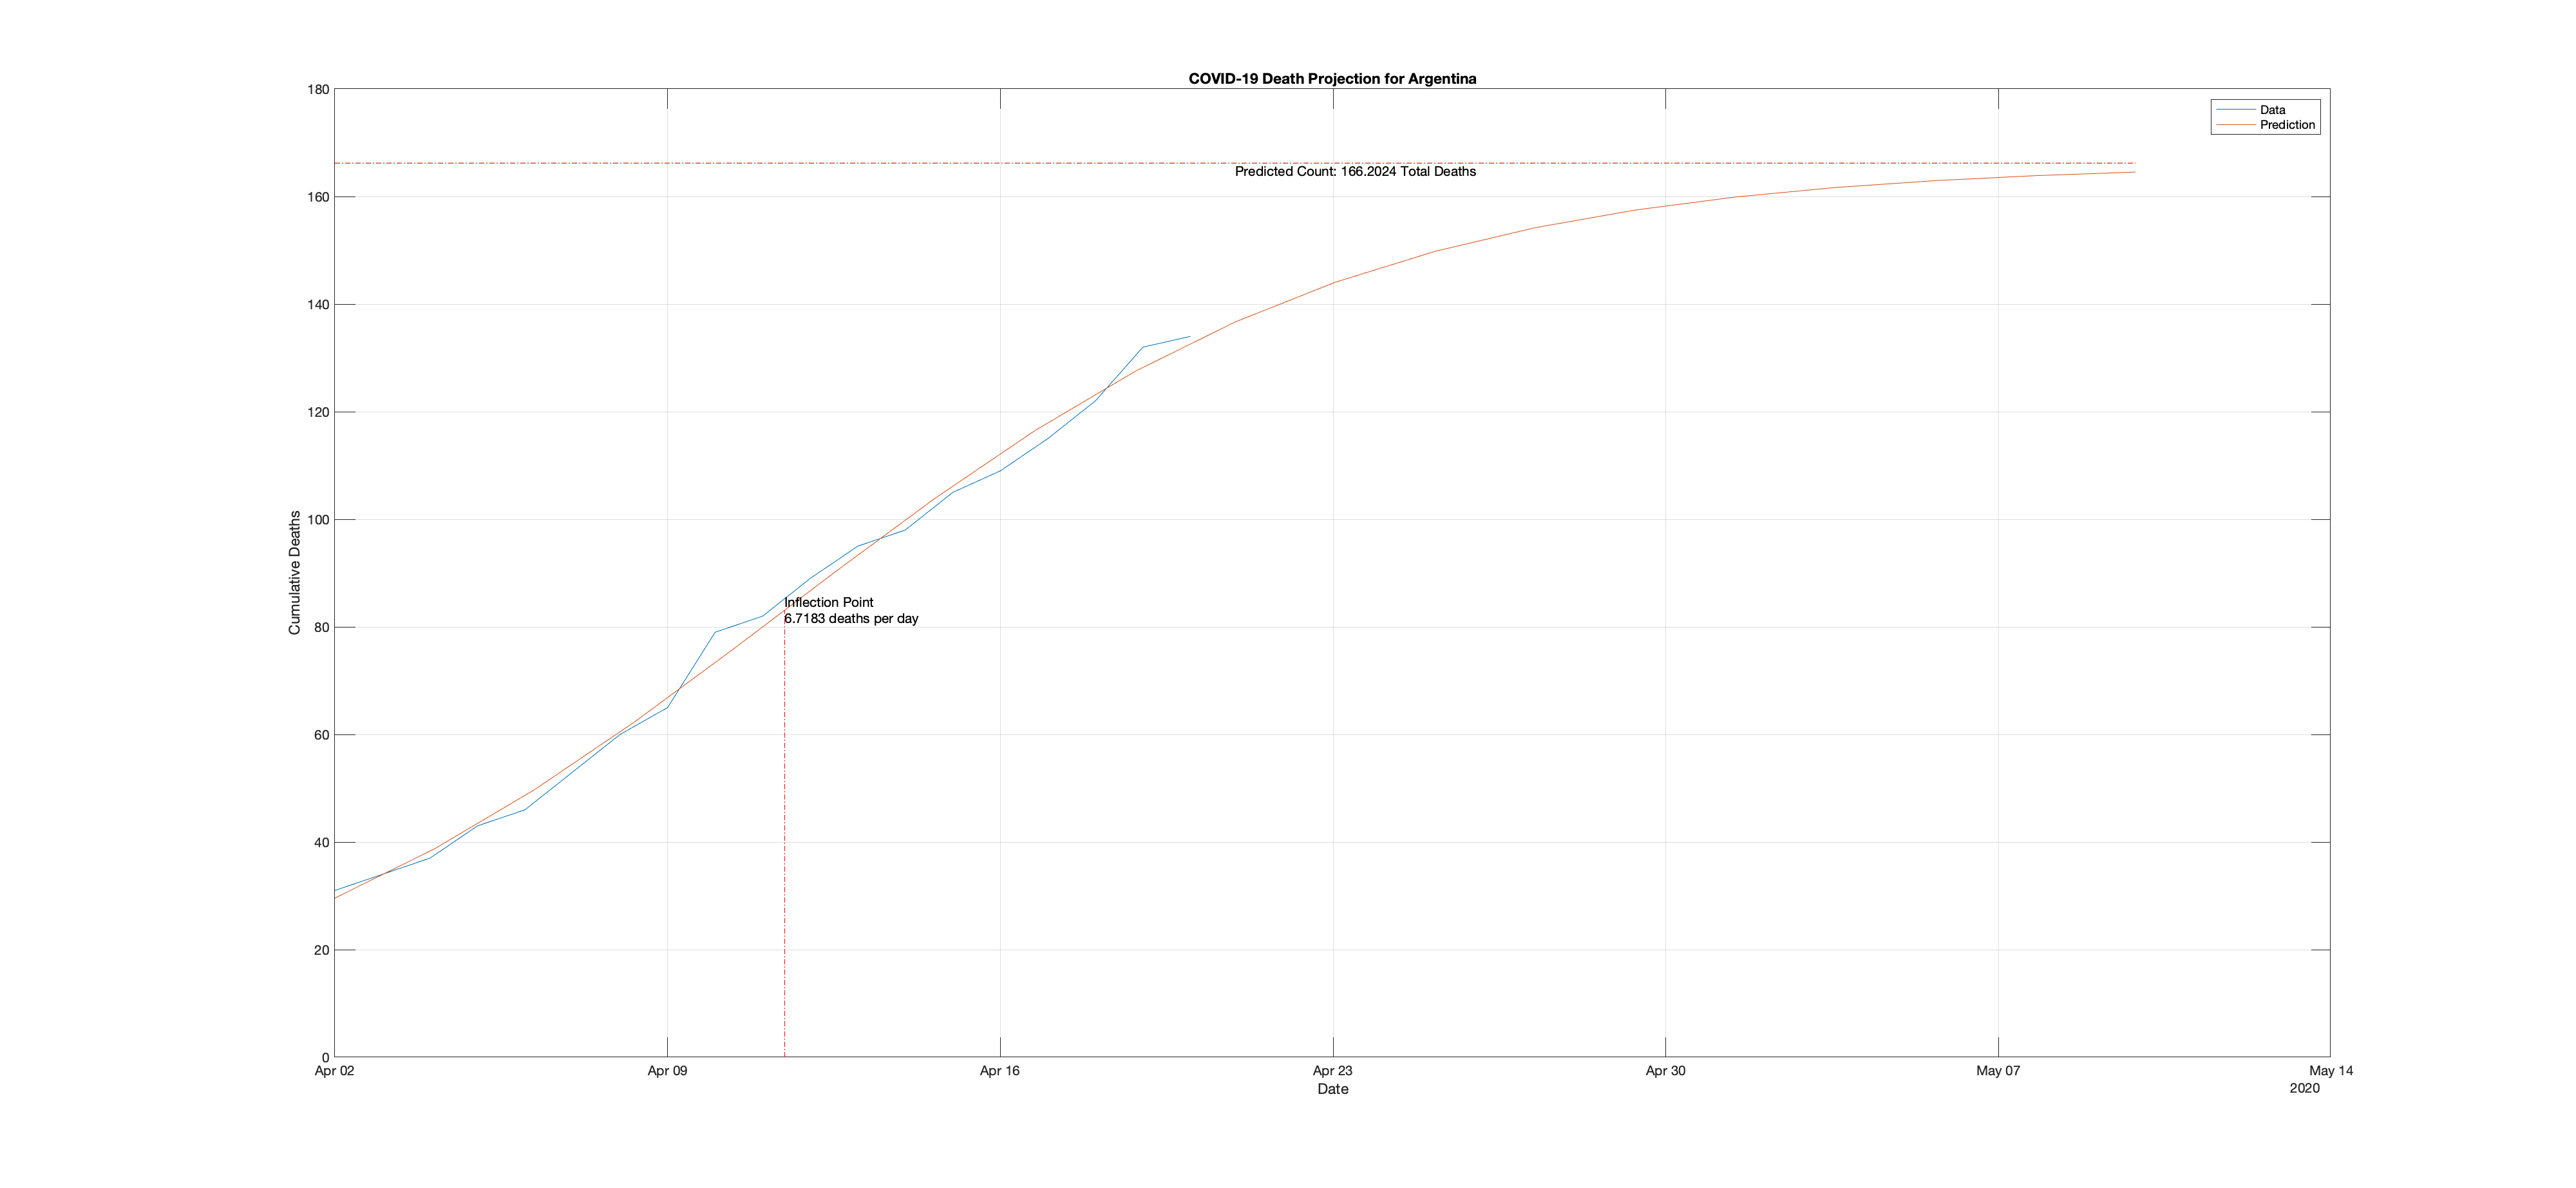 COVID-19 Death Projection for Argentina
180
160
140
120
100
80
60
40
20
0
Cumulative Deaths
Data
Prediction
Predicted Count: 166.2024 Total Deaths
Inflection Point
6.7183 deaths per day
Apr 02
Apr 09
Apr 16
Apr 23
Apr 30
May 07
May 14
Date
2020